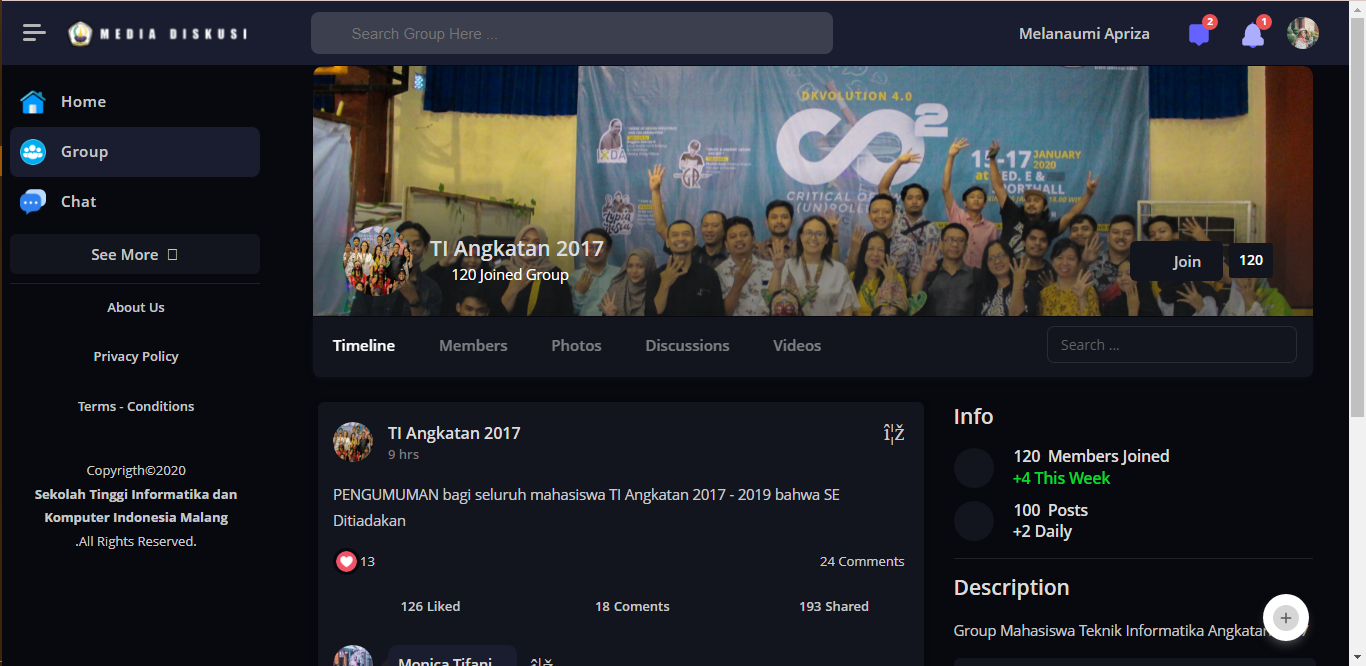 MEDIA DISKUSI
Search Group Here ...
Melanaumi Apriza
2
1
Home
Group
Chat
See More
About Us
Privacy Policy
Terms - Conditions
Copyrigth©2020
Sekolah Tinggi Informatika dan
Komputer Indonesia Malang
.All Rights Reserved.
DKVOLUTION 4.0
CO2
15-17 JANUARY
2020
at
ED. E &
PORTHALL
CRITICAL
TI Angkatan 2017
120 Joined Group
Join
120
Timeline
Members
Photos
Discussions
Videos
Search ...
TI Angkatan 2017
î¦Ž
9 hrs
PENGUMUMAN bagi seluruh mahasiswa TI Angkatan 2017 - 2019 bahwa SE
Ditiadakan
13
24 Comments
126 Liked
18 Coments
193 Shared
Monica Tifani
î¦Ž
Info
120 Members Joined
+4 This Week
100 Posts
+2 Daily
Description
Group Mahasiswa Teknik Informatika Angkatan